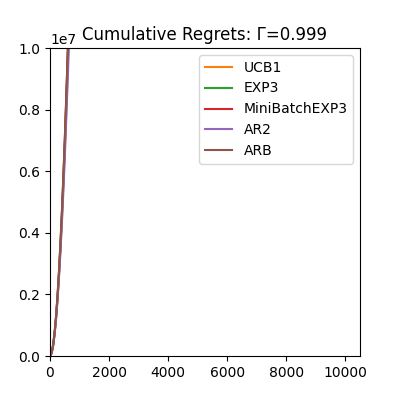 1e7 Cumulative Regrets: Γ=0.999
1.0
0.8
0.6
0.4
0.2
0.0
0 2000 4000 6000 8000 10000
UCB1
EXP3
MiniBatchEXP3
AR2
ARB